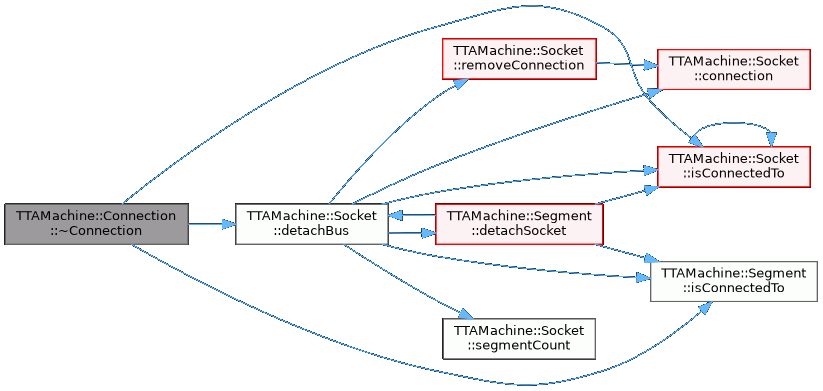 TTAMachine::Connection
::~Connection
TTAMachine::Socket
::detachBus
TTAMachine::Socket
::removeConnection
TTAMachine::Segment
::detachSocket
TTAMachine::Socket
::segmentCount
TTAMachine::Socket
::connection
TTAMachine::Socket
::isConnectedTo
TTAMachine::Segment
::isConnectedTo